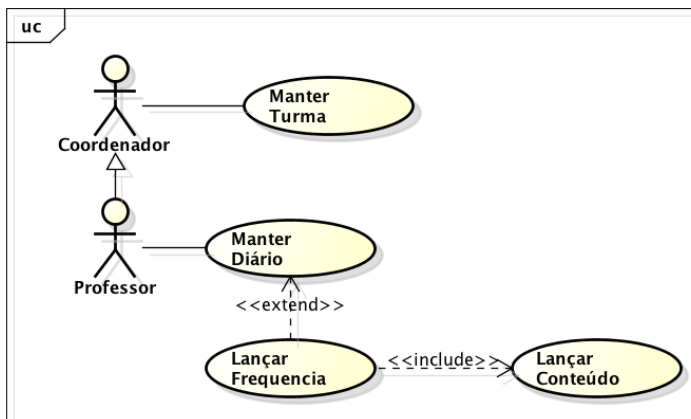 uc
Manter
Turma
Coordenador
Manter
Diário
Professor
<<extend>>
Lançar
Frequencia
<<include>>
Lançar
Conteúdo